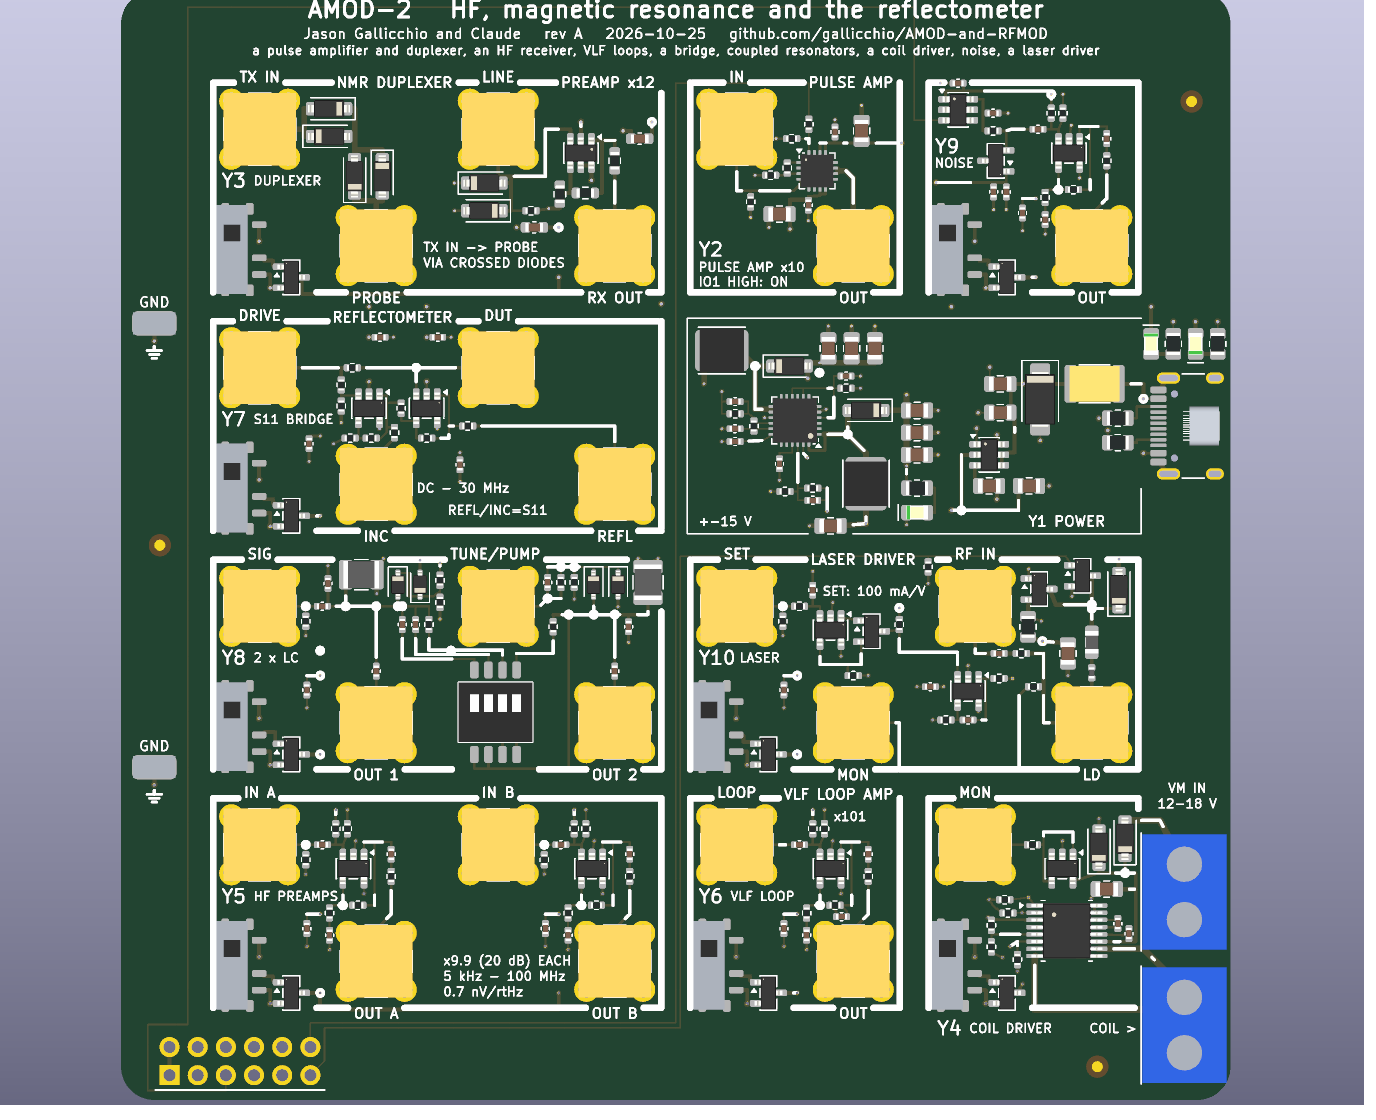 AMOD-2 HF, magnetic resonance and the reflectometer
Jason Gallicchio and Claude rev A 2026-10-25 github.com/gallicchio/AMOD-and-RFMOD
a pulse amplifier and duplexer, an HF receiver, VLF loops, a bridge, coupled resonators, a coil driver, noise, a laser driver
TX IN
NMR DUPLEXER
LINE
PREAMP x12
Y3 DUPLEXER
TX IN -> PROBE
VIA CROSSED DIODES
PROBE
RX OUT
IN
PULSE AMP
Y2
PULSE AMP x10
IO1 HIGH: ON
OUT
Y9
NOISE
OUT
GND
DRIVE
REFLECTOMETER
DUT
Y7 S11 BRIDGE
DC - 30 MHz
REFL/INC=S11
INC
REFL
+-15 V
Y1 POWER
SIG
TUNE/PUMP
Y8 2 x LC
OUT 1
OUT 2
SET
LASER DRIVER
RF IN
SET: 100 mA/V
Y10 LASER
MON
LD
GND
IN A
IN B
Y5 HF PREAMPS
x9.9 (20 dB) EACH
5 kHz - 100 MHz
0.7 nV/rtHz
OUT A
OUT B
LOOP
VLF LOOP AMP
x101
Y6 VLF LOOP
OUT
MON
VM IN
12-18 V
Y4 COIL DRIVER
COIL >